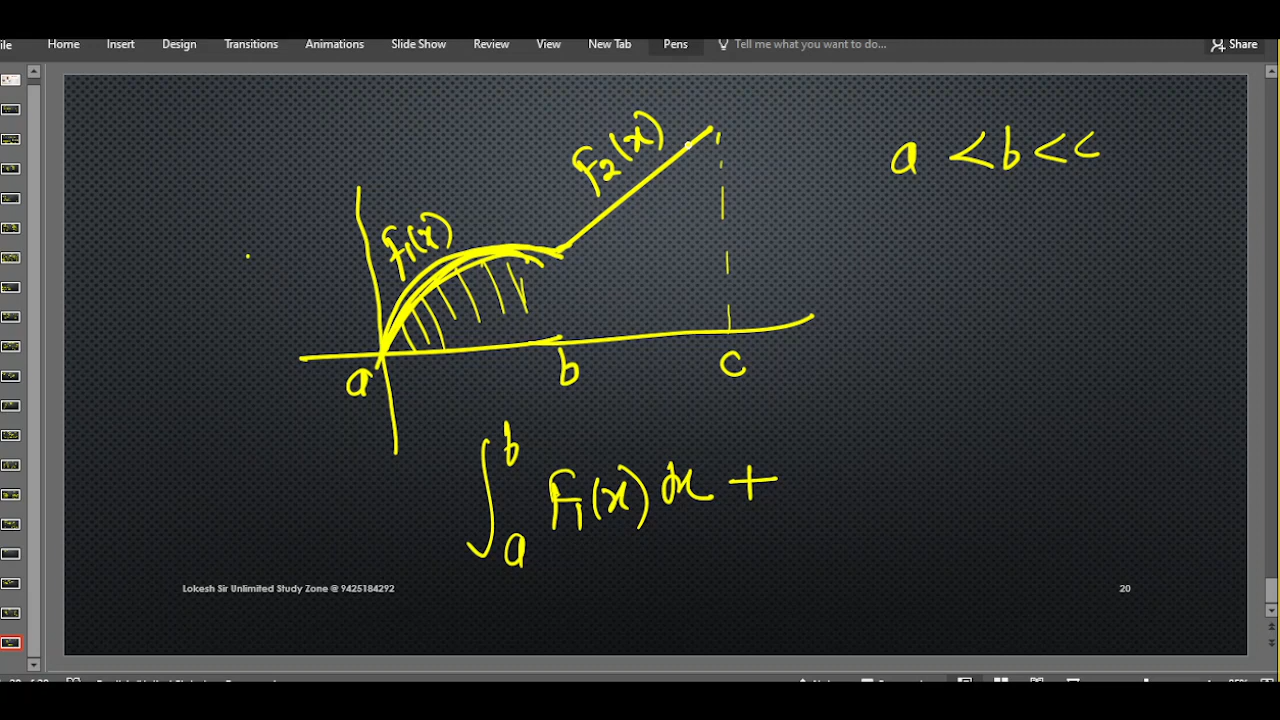 File Home Insert Design Transitions Animations Slide Show Review View New Tab Pens Tell me what you want to do... Share
a < b < c
F₂(x)
F₁(x)
a b c
∫ₐᵇ F₁(x) dx +
Lokesh Sir Unlimited Study Zone @ 9425184292 20